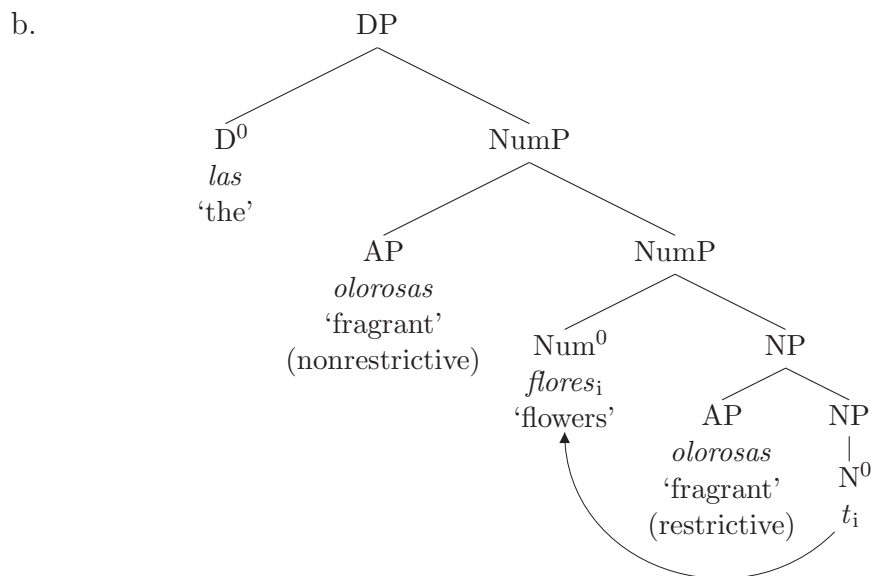 b. DP
D⁰ NumP
las
‘the’
AP NumP
olorosas
‘fragrant’
(nonrestrictive) Num⁰ NP
floresᵢ
‘flowers’ AP NP
olorosas N⁰
‘fragrant’
(restrictive) tᵢ